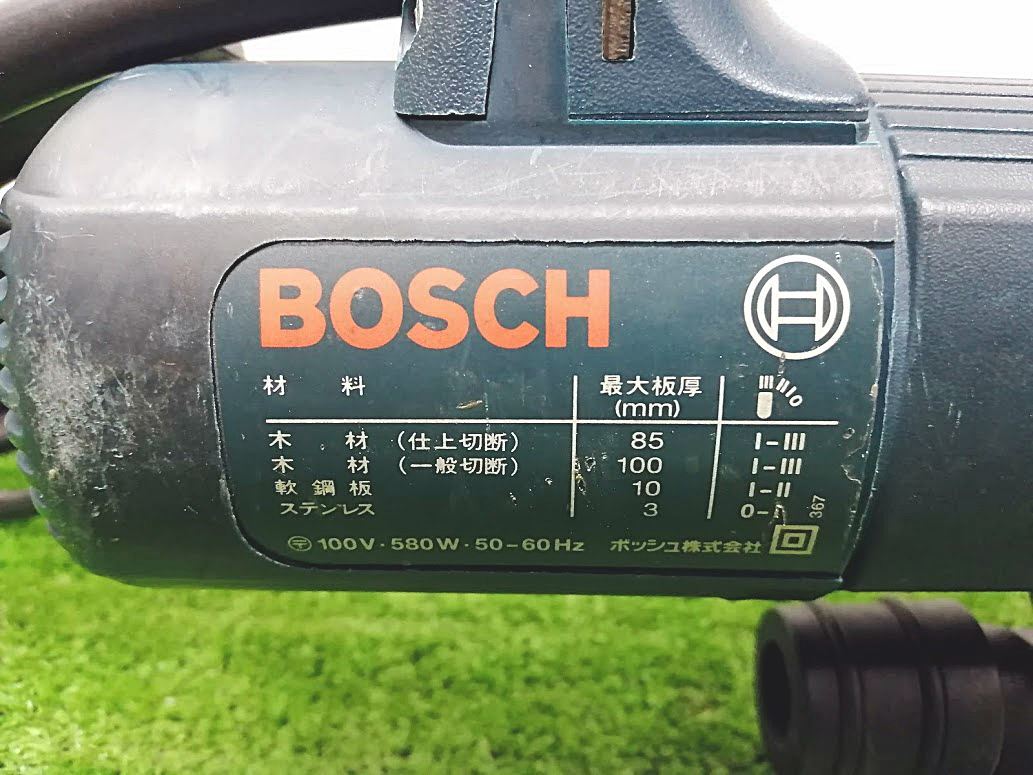 BOSCH
材 料 最大板厚 (mm)
木 材 (仕上切断) 85 I-III
木 材 (一般切断) 100 I-III
軟鋼板 10 I-II
ステンレス 3 0-
367
100V·580W·50-60Hz ボッシュ株式会社